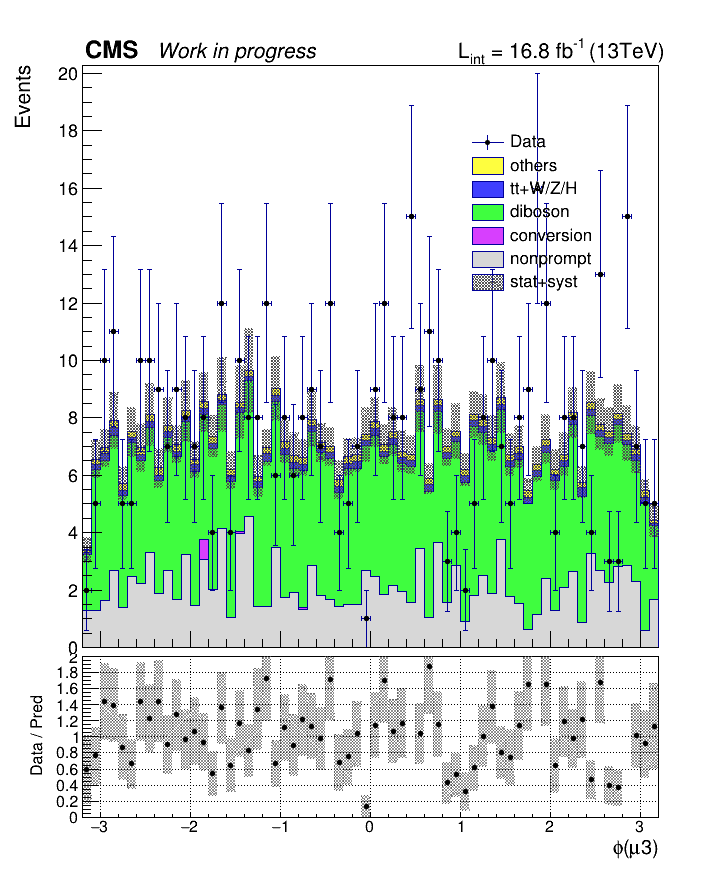 CMS Work in progress L_int = 16.8 fb^-1 (13TeV)
Events
20
18
16
14
12
10
8
6
4
2
0
Data
others
tt+W/Z/H
diboson
conversion
nonprompt
stat+syst
Data / Pred
2
1.8
1.6
1.4
1.2
1
0.8
0.6
0.4
0.2
0
−3 −2 −1 0 1 2 3
ϕ(μ3)